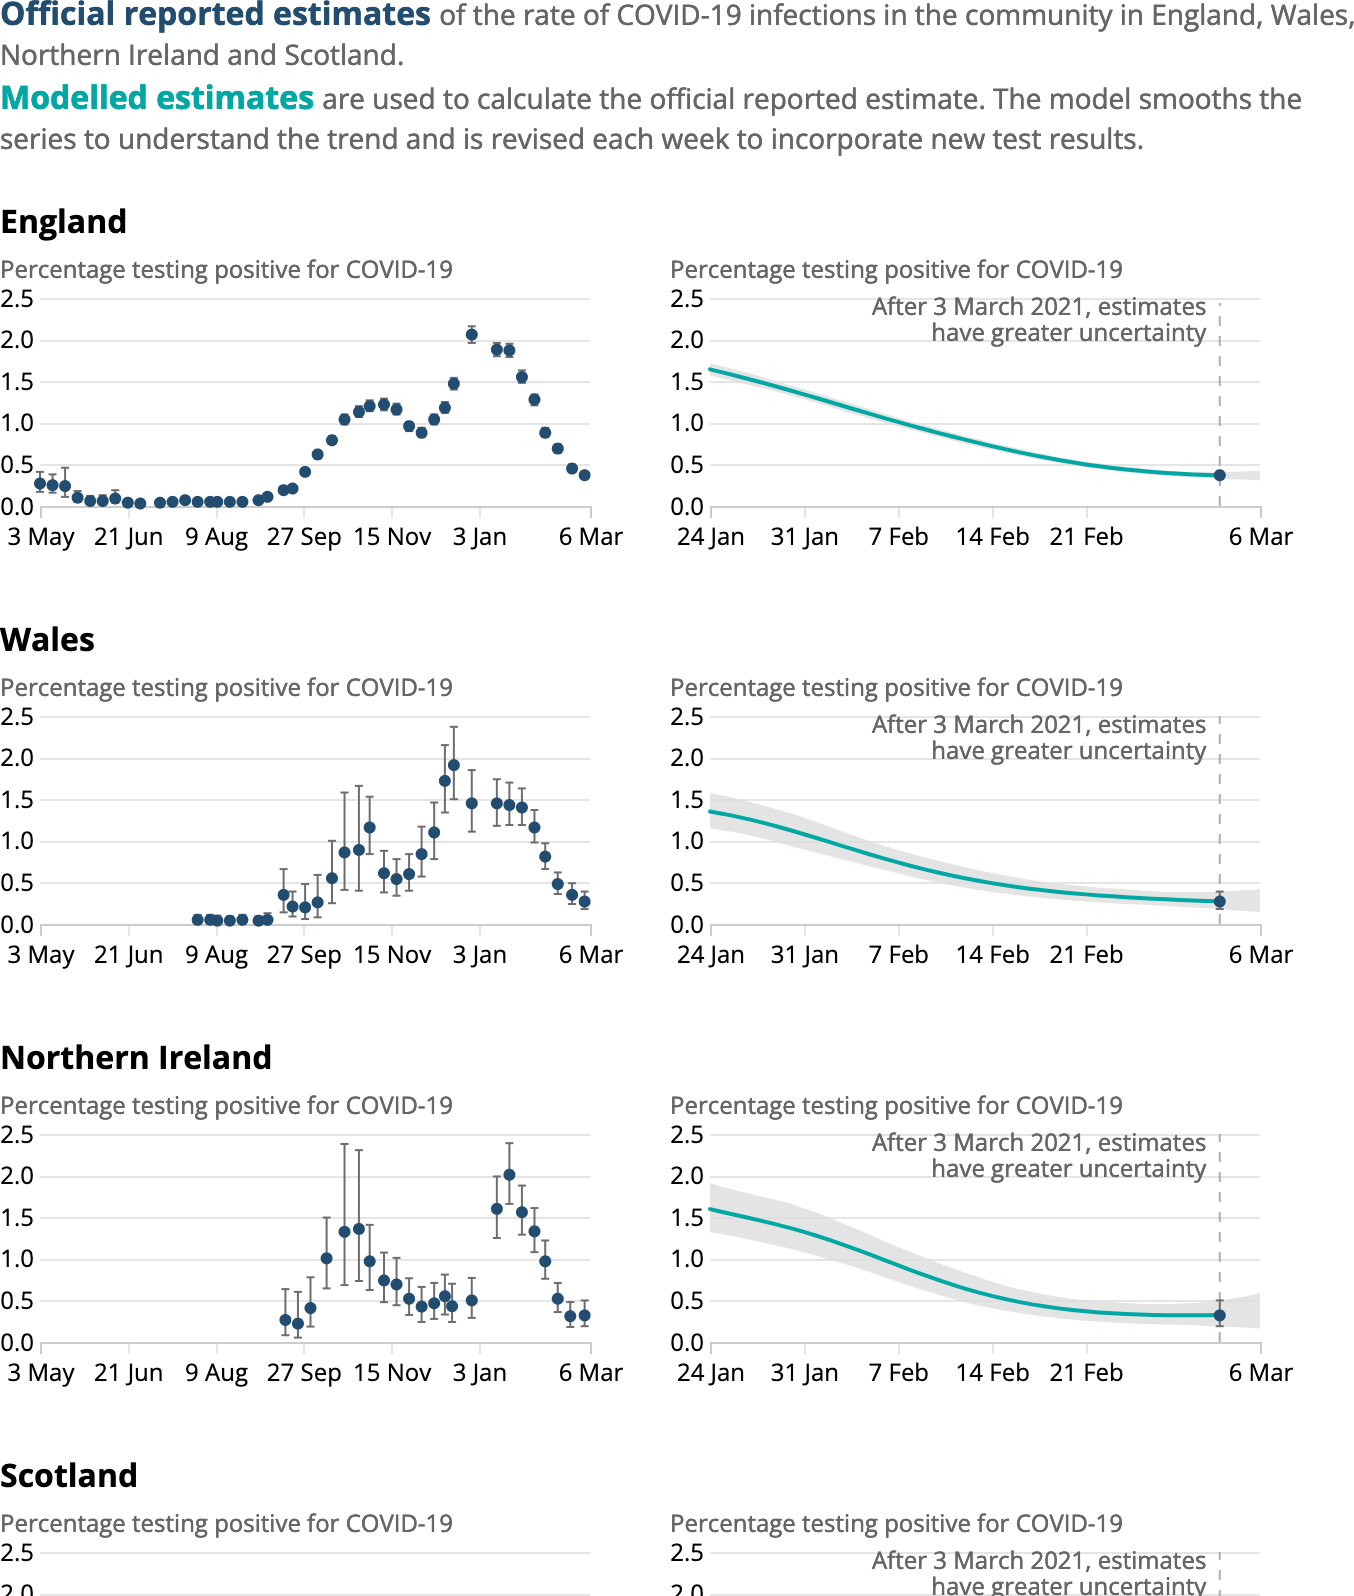 Official reported estimates of the rate of COVID-19 infections in the community in England, Wales,
Northern Ireland and Scotland.
Modelled estimates are used to calculate the official reported estimate. The model smooths the
series to understand the trend and is revised each week to incorporate new test results.
England
Percentage testing positive for COVID-19
2.5
2.0
1.5
1.0
0.5
0.0
3 May 21 Jun 9 Aug 27 Sep 15 Nov 3 Jan 6 Mar
Percentage testing positive for COVID-19
After 3 March 2021, estimates
have greater uncertainty
2.5
2.0
1.5
1.0
0.5
0.0
24 Jan 31 Jan 7 Feb 14 Feb 21 Feb 6 Mar
Wales
Percentage testing positive for COVID-19
2.5
2.0
1.5
1.0
0.5
0.0
3 May 21 Jun 9 Aug 27 Sep 15 Nov 3 Jan 6 Mar
Percentage testing positive for COVID-19
After 3 March 2021, estimates
have greater uncertainty
2.5
2.0
1.5
1.0
0.5
0.0
24 Jan 31 Jan 7 Feb 14 Feb 21 Feb 6 Mar
Northern Ireland
Percentage testing positive for COVID-19
2.5
2.0
1.5
1.0
0.5
0.0
3 May 21 Jun 9 Aug 27 Sep 15 Nov 3 Jan 6 Mar
Percentage testing positive for COVID-19
After 3 March 2021, estimates
have greater uncertainty
2.5
2.0
1.5
1.0
0.5
0.0
24 Jan 31 Jan 7 Feb 14 Feb 21 Feb 6 Mar
Scotland
Percentage testing positive for COVID-19
2.5
2.0
Percentage testing positive for COVID-19
After 3 March 2021, estimates
have greater uncertainty
2.5
2.0